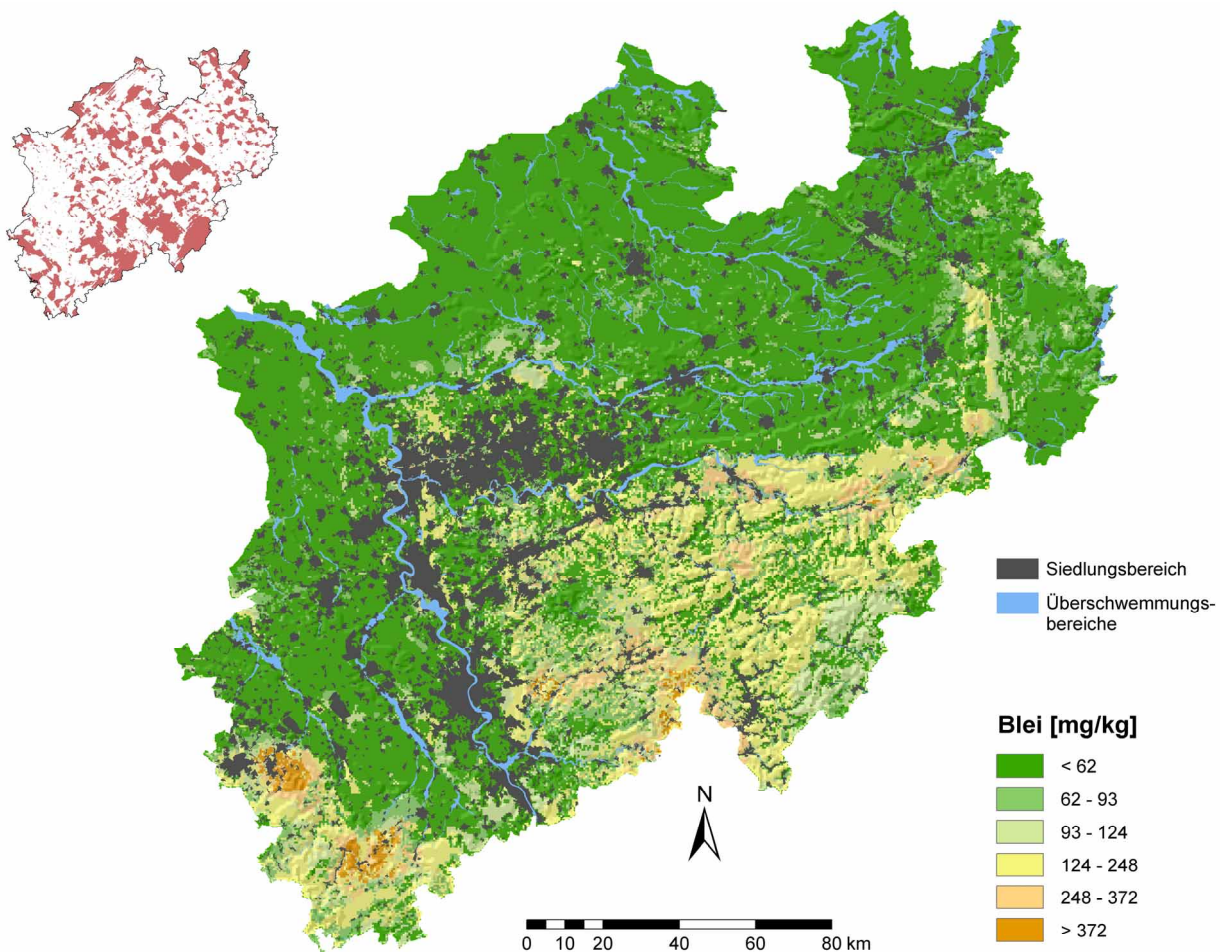 Siedlungsbereich
Überschwemmungs-
bereiche
Blei [mg/kg]
< 62
62 - 93
93 - 124
124 - 248
248 - 372
> 372
N
0 10 20 40 60 80 km